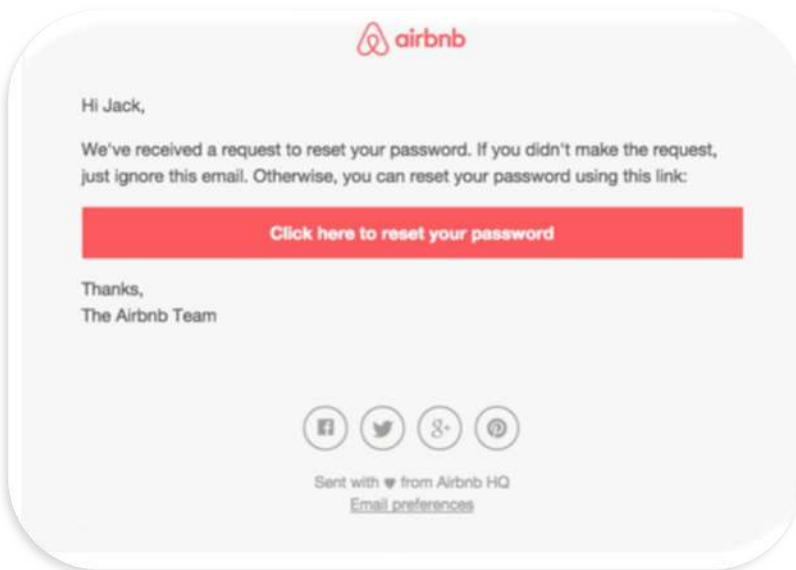 airbnb
Hi Jack,
We've received a request to reset your password. If you didn't make the request,
just ignore this email. Otherwise, you can reset your password using this link:
Click here to reset your password
Thanks,
The Airbnb Team
Sent with ♥ from Airbnb HQ
Email preferences